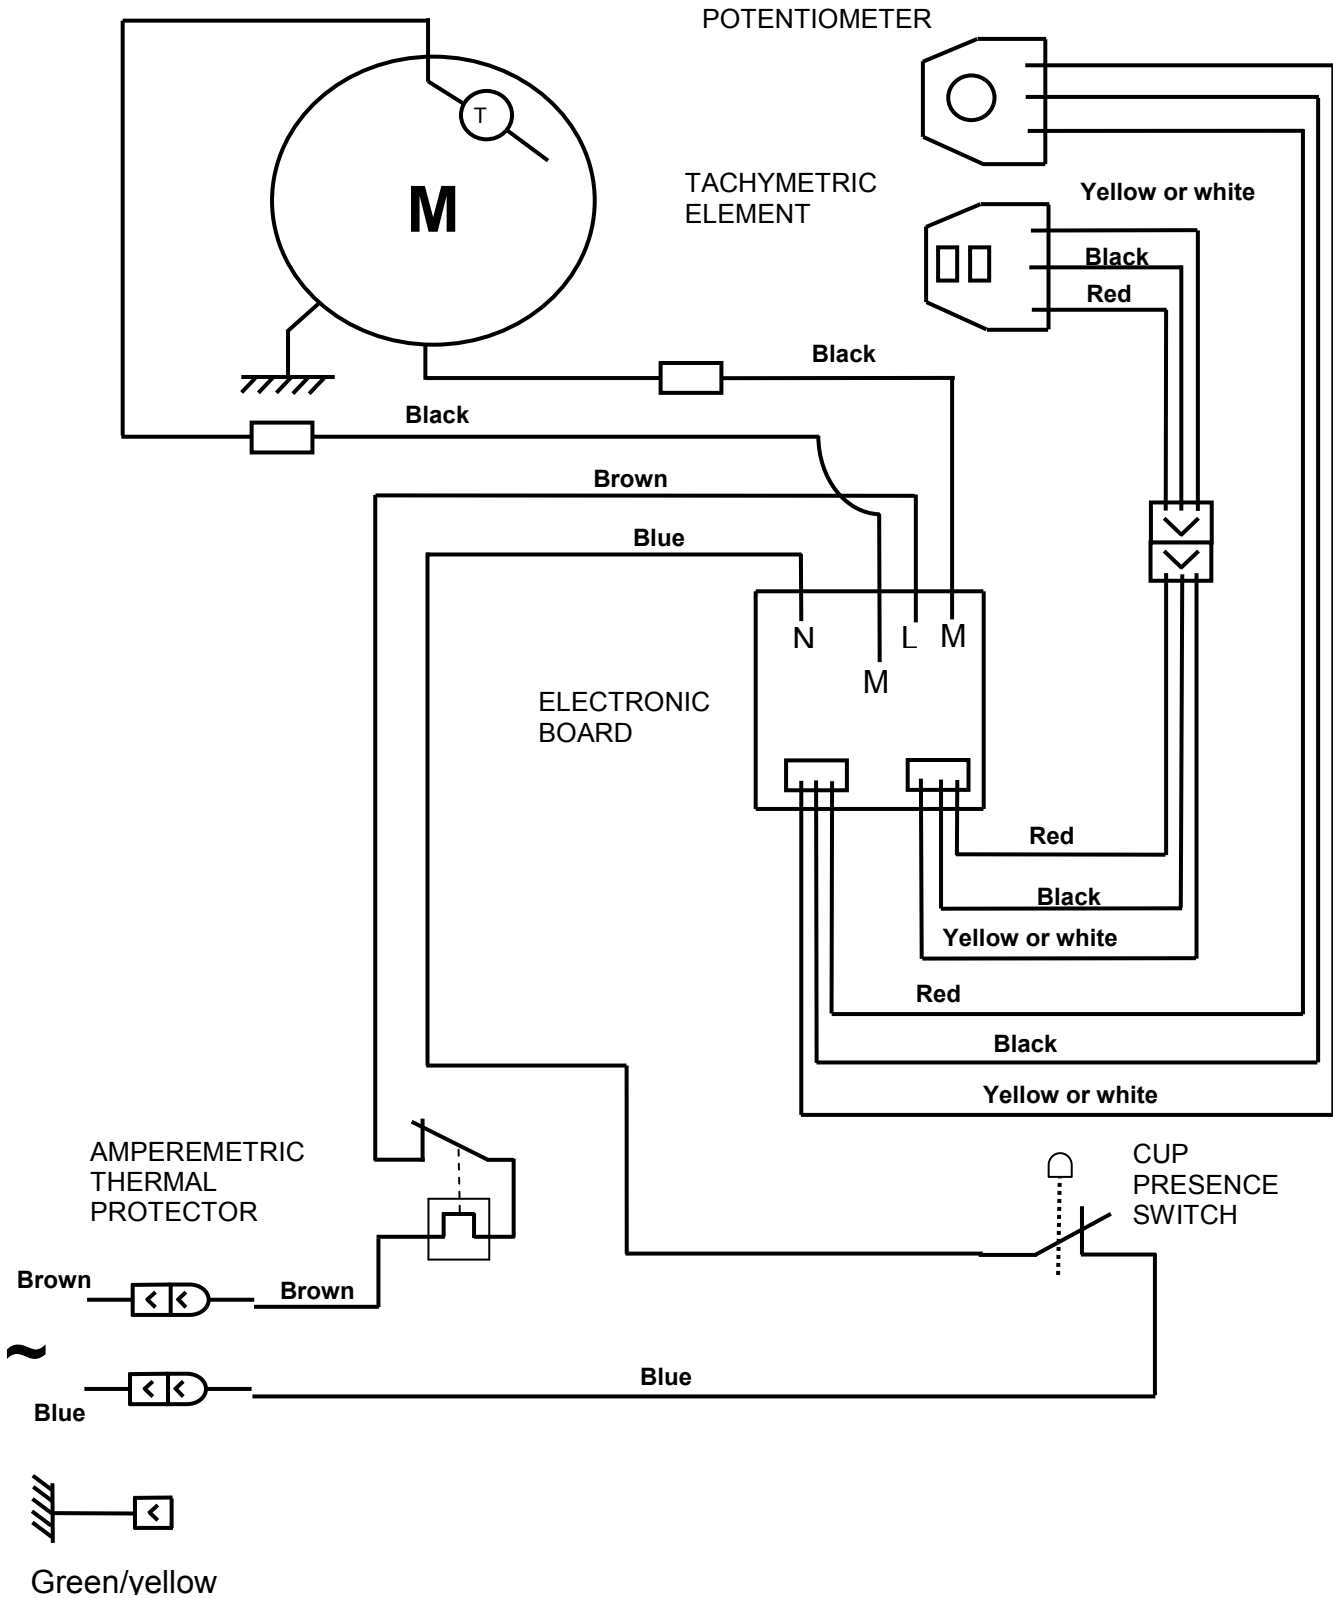 POTENTIOMETER
T
M
TACHYMETRIC
ELEMENT
Yellow or white
Black
Red
Black
Black
Brown
Blue
N
L
M
M
ELECTRONIC
BOARD
Red
Black
Yellow or white
Red
Black
Yellow or white
AMPEREMETRIC
THERMAL
PROTECTOR
CUP
PRESENCE
SWITCH
Brown
Brown
~
Blue
Blue
Green/yellow